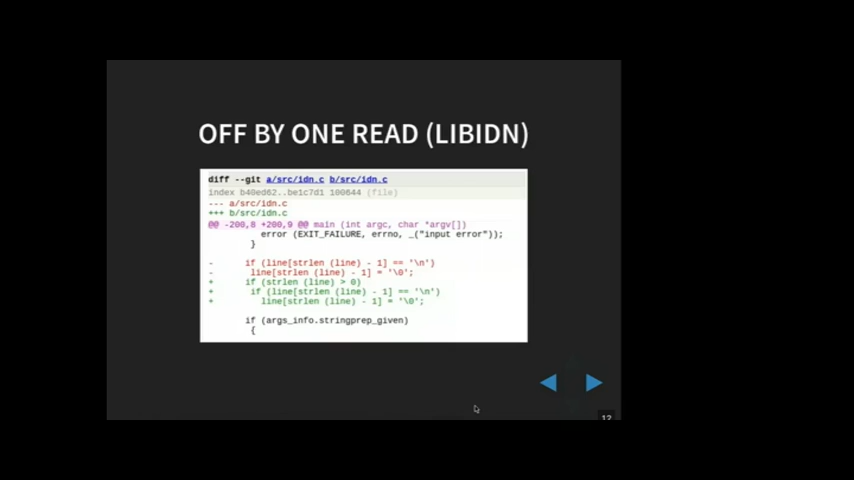 OFF BY ONE READ (LIBIDN)
diff --git a/src/idn.c b/src/idn.c
index b40ed62..be1c7d1 100644 (file)
--- a/src/idn.c
+++ b/src/idn.c
@@ -200,8 +200,9 @@ main (int argc, char *argv[])
error (EXIT_FAILURE, errno, _("input error"));
}
- if (line[strlen (line) - 1] == '\n')
- line[strlen (line) - 1] = '\0';
+ if (strlen (line) > 0)
+ if (line[strlen (line) - 1] == '\n')
+ line[strlen (line) - 1] = '\0';
if (args_info.stringprep_given)
{
12